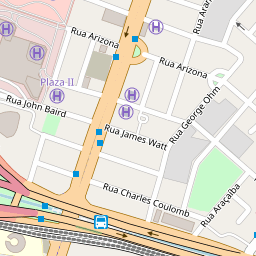 Rua Arizona
Rua Arizona
Plaza II
H
H
H
H
H
Rua John Baird
Rua George Ohm
Rua James Watt
Rua Charles Coulomb
Rua Araçaíba